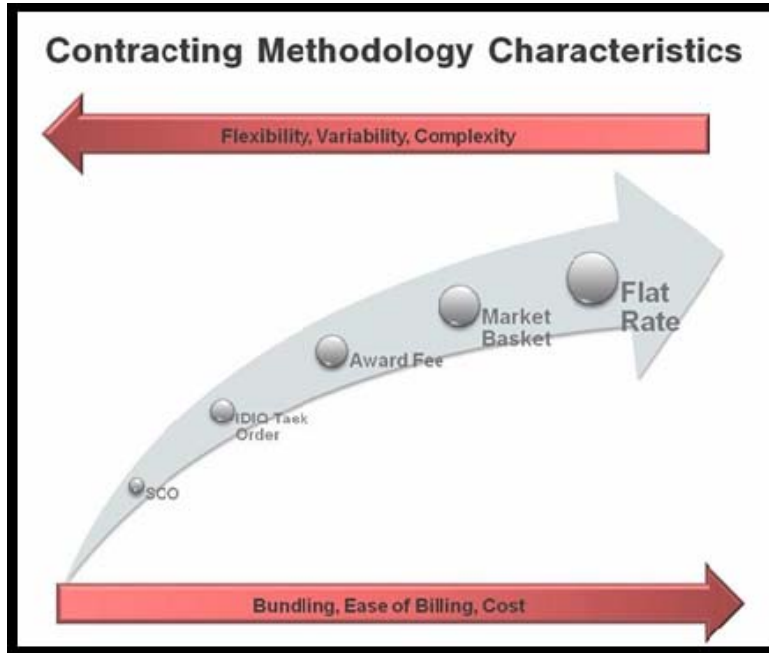 Contracting Methodology Characteristics
Flexibility, Variability, Complexity
Flat
Rate
Market
Basket
Award Fee
IDIQ Task
Order
SCO
Bundling, Ease of Billing, Cost